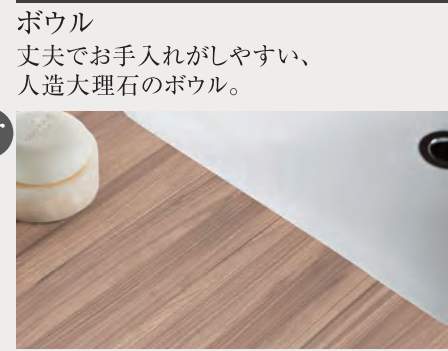 ボウル
丈夫でお手入れがしやすい、
人造大理石のボウル。